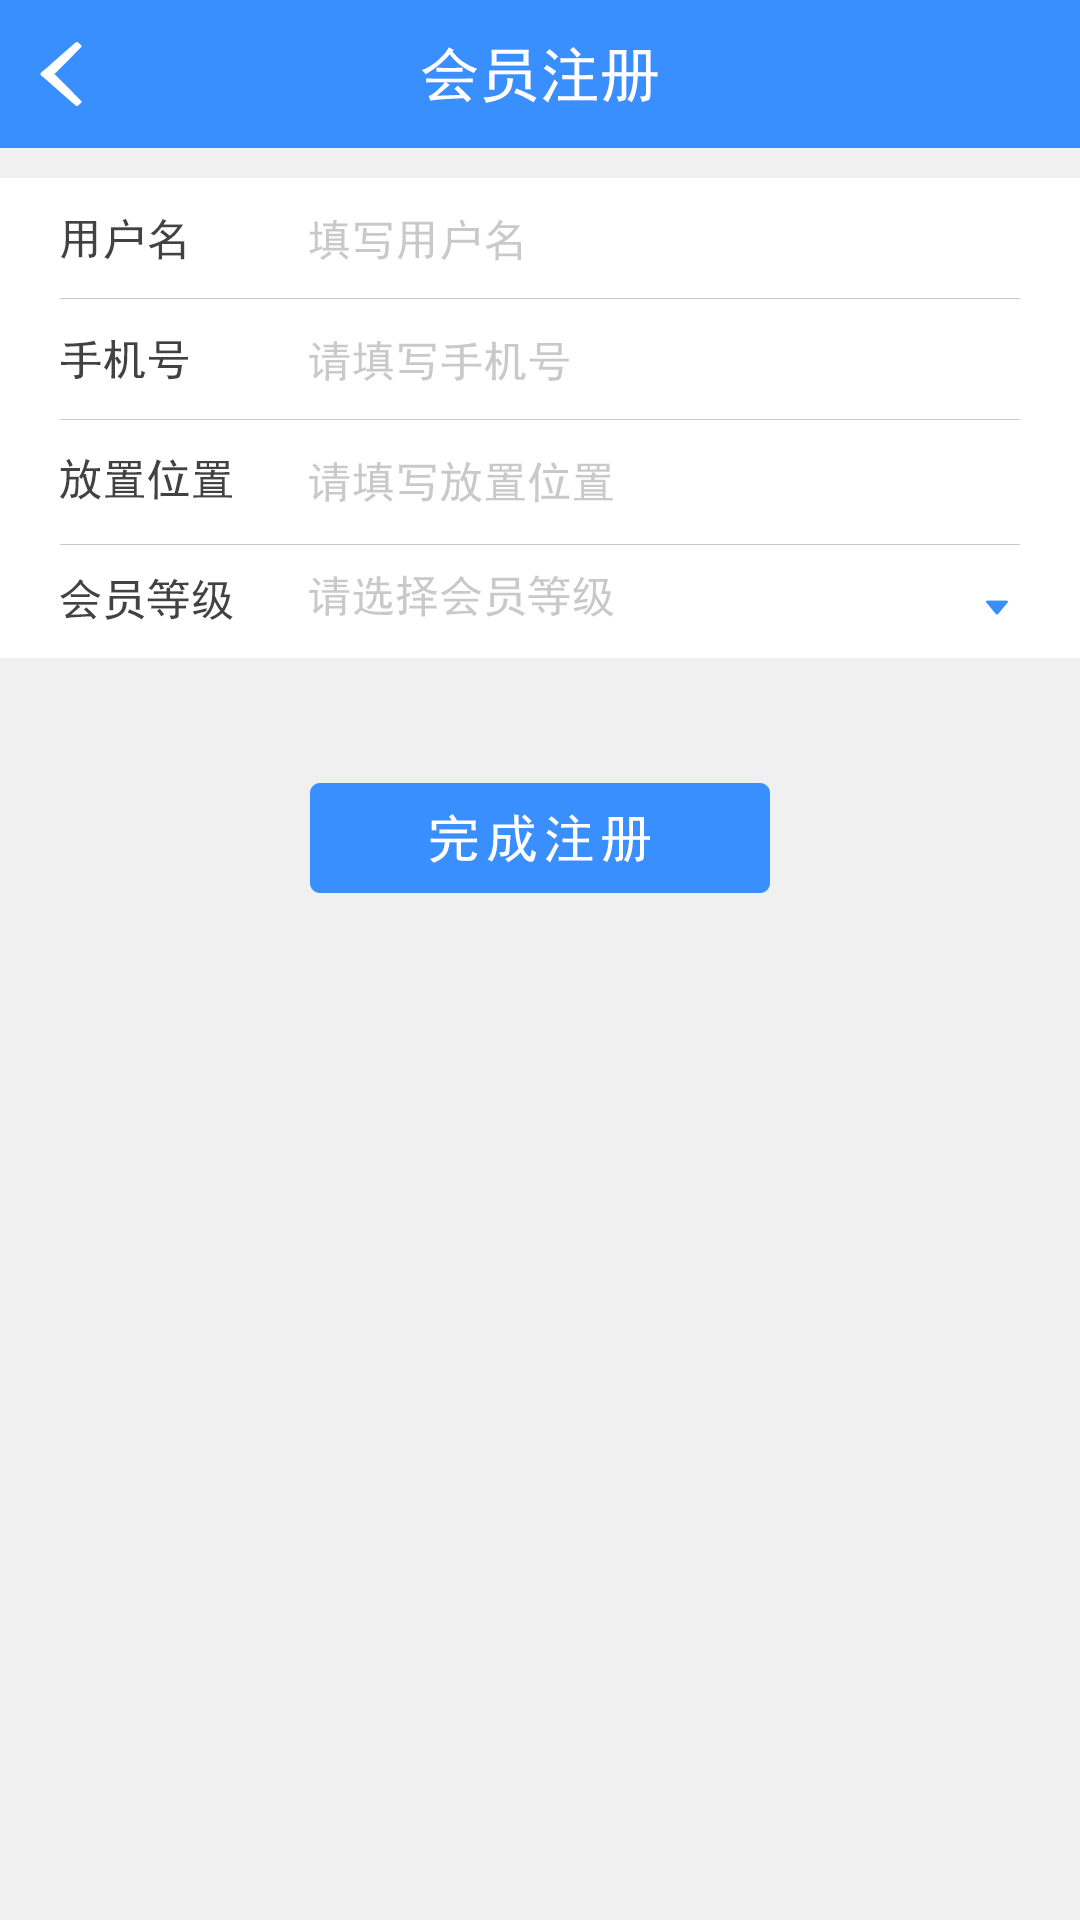 会员注册
用户名 填写用户名
手机号 请填写手机号
放置位置 请填写放置位置
会员等级 请选择会员等级
完成注册